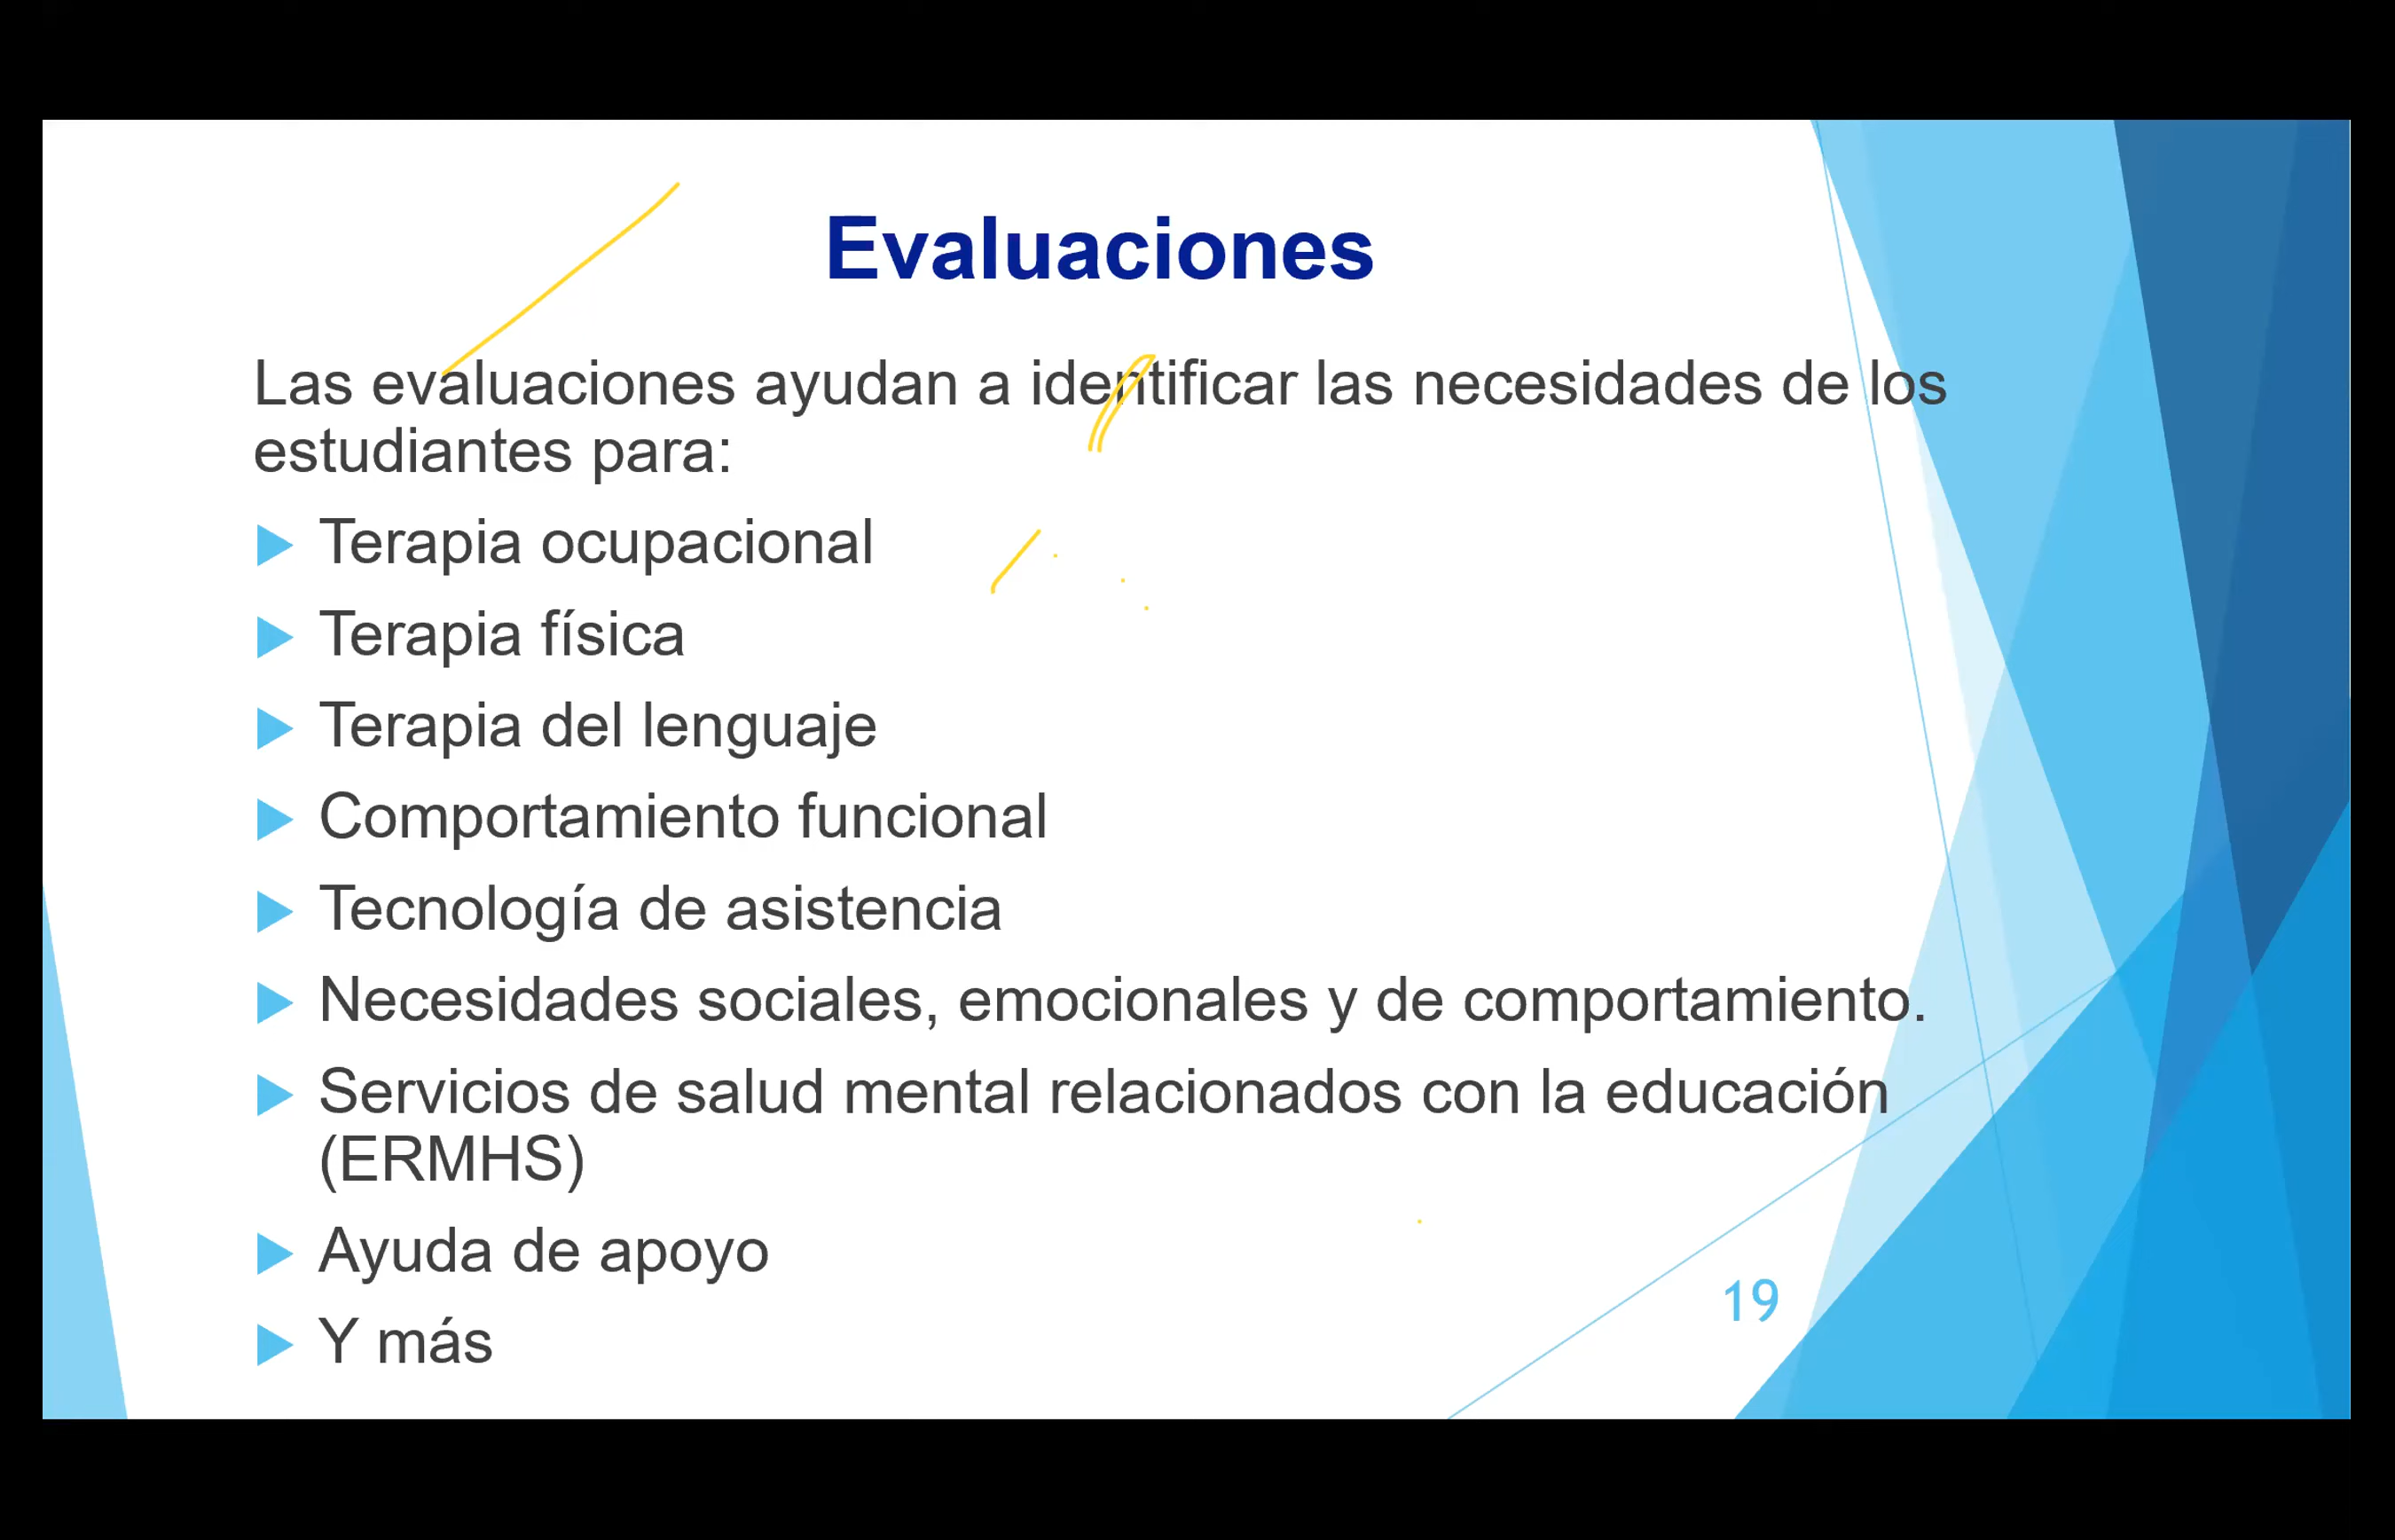 Evaluaciones
Las evaluaciones ayudan a identificar las necesidades de los
estudiantes para:
Terapia ocupacional
Terapia física
Terapia del lenguaje
Comportamiento funcional
Tecnología de asistencia
Necesidades sociales, emocionales y de comportamiento.
Servicios de salud mental relacionados con la educación
(ERMHS)
Ayuda de apoyo
Y más
19